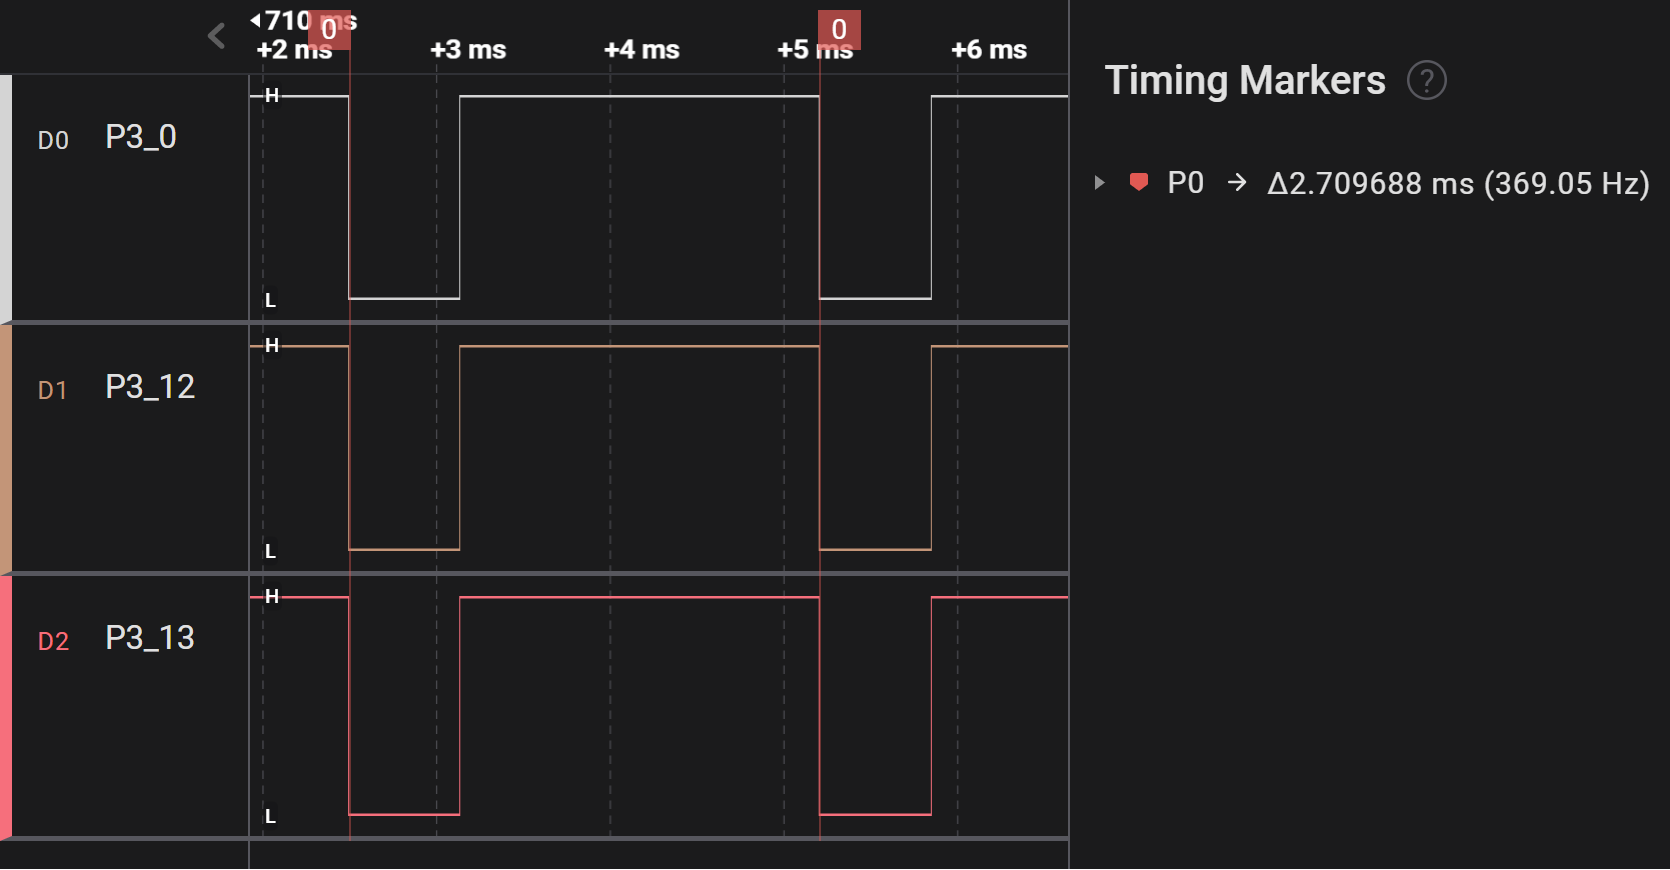 710 ms
0
0
+2 ms
+3 ms
+4 ms
+5 ms
+6 ms
Timing Markers ?
P0 → Δ2.709688 ms (369.05 Hz)
H
D0 P3_0
L
H
D1 P3_12
L
H
D2 P3_13
L